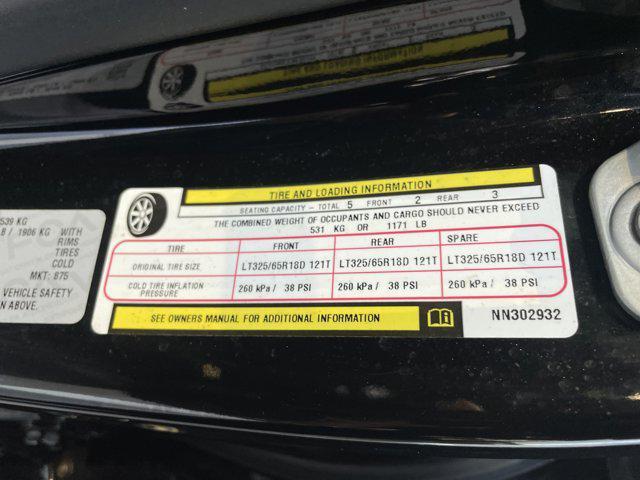 539 KG
LB / 1906 KG WITH
RIMS
TIRES
COLD
MKT: 875
VEHICLE SAFETY
N ABOVE.
TIRE AND LOADING INFORMATION
SEATING CAPACITY - TOTAL 5 FRONT 2 REAR 3
THE COMBINED WEIGHT OF OCCUPANTS AND CARGO SHOULD NEVER EXCEED
531 KG OR 1171 LB
TIRE FRONT REAR SPARE
ORIGINAL TIRE SIZE LT325/65R18D 121T LT325/65R18D 121T LT325/65R18D 121T
COLD TIRE INFLATION PRESSURE 260 kPa / 38 PSI 260 kPa / 38 PSI 260 kPa / 38 PSI
SEE OWNERS MANUAL FOR ADDITIONAL INFORMATION
NN302932